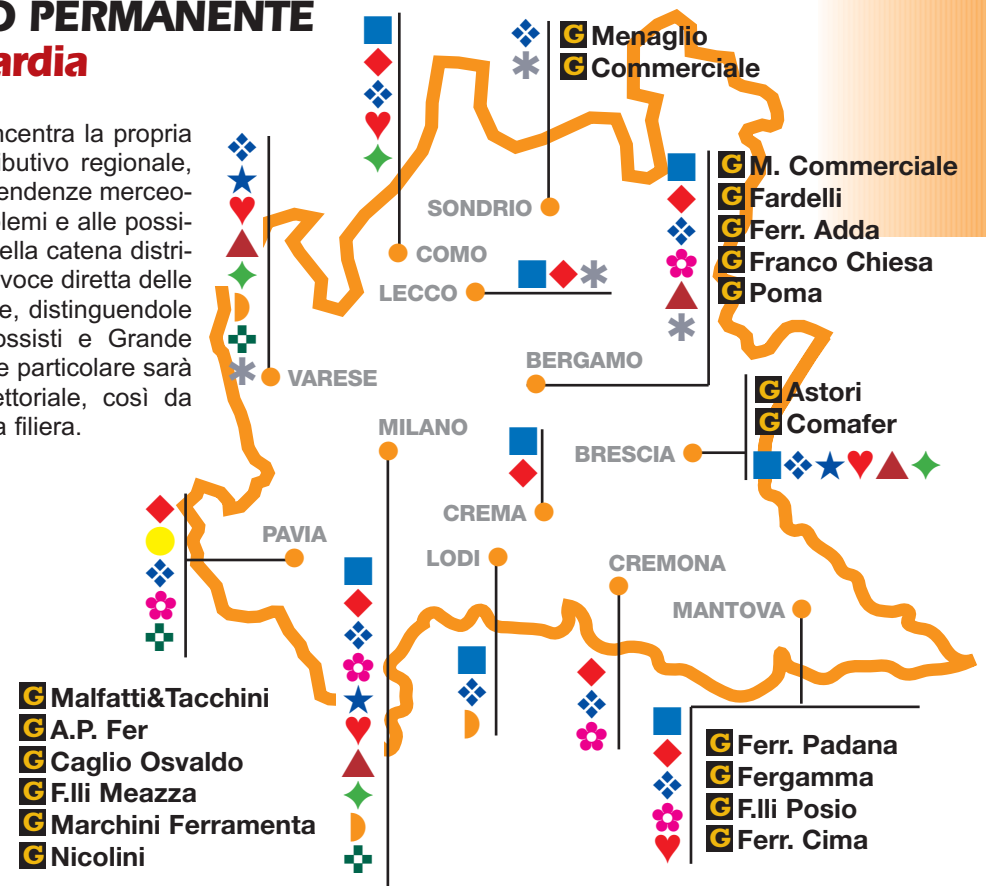 O PERMANENTE
ardia
ncentra la propria
ributivo regionale,
endenze merceo-
olemi e alle possi-
ella catena distri-
voce diretta delle
e, distinguendole
ossisti e Grande
e particolare sarà
ettoriale, così da
a filiera.
G Menaglio
G Commerciale
G M. Commerciale
G Fardelli
G Ferr. Adda
G Franco Chiesa
G Poma
SONDRIO
COMO
LECCO
BERGAMO
VARESE
G Astori
G Comafer
MILANO
BRESCIA
CREMA
PAVIA
LODI
CREMONA
MANTOVA
G Malfatti&Tacchini
G A.P. Fer
G Caglio Osvaldo
G F.lli Meazza
G Marchini Ferramenta
G Nicolini
G Ferr. Padana
G Fergamma
G F.lli Posio
G Ferr. Cima